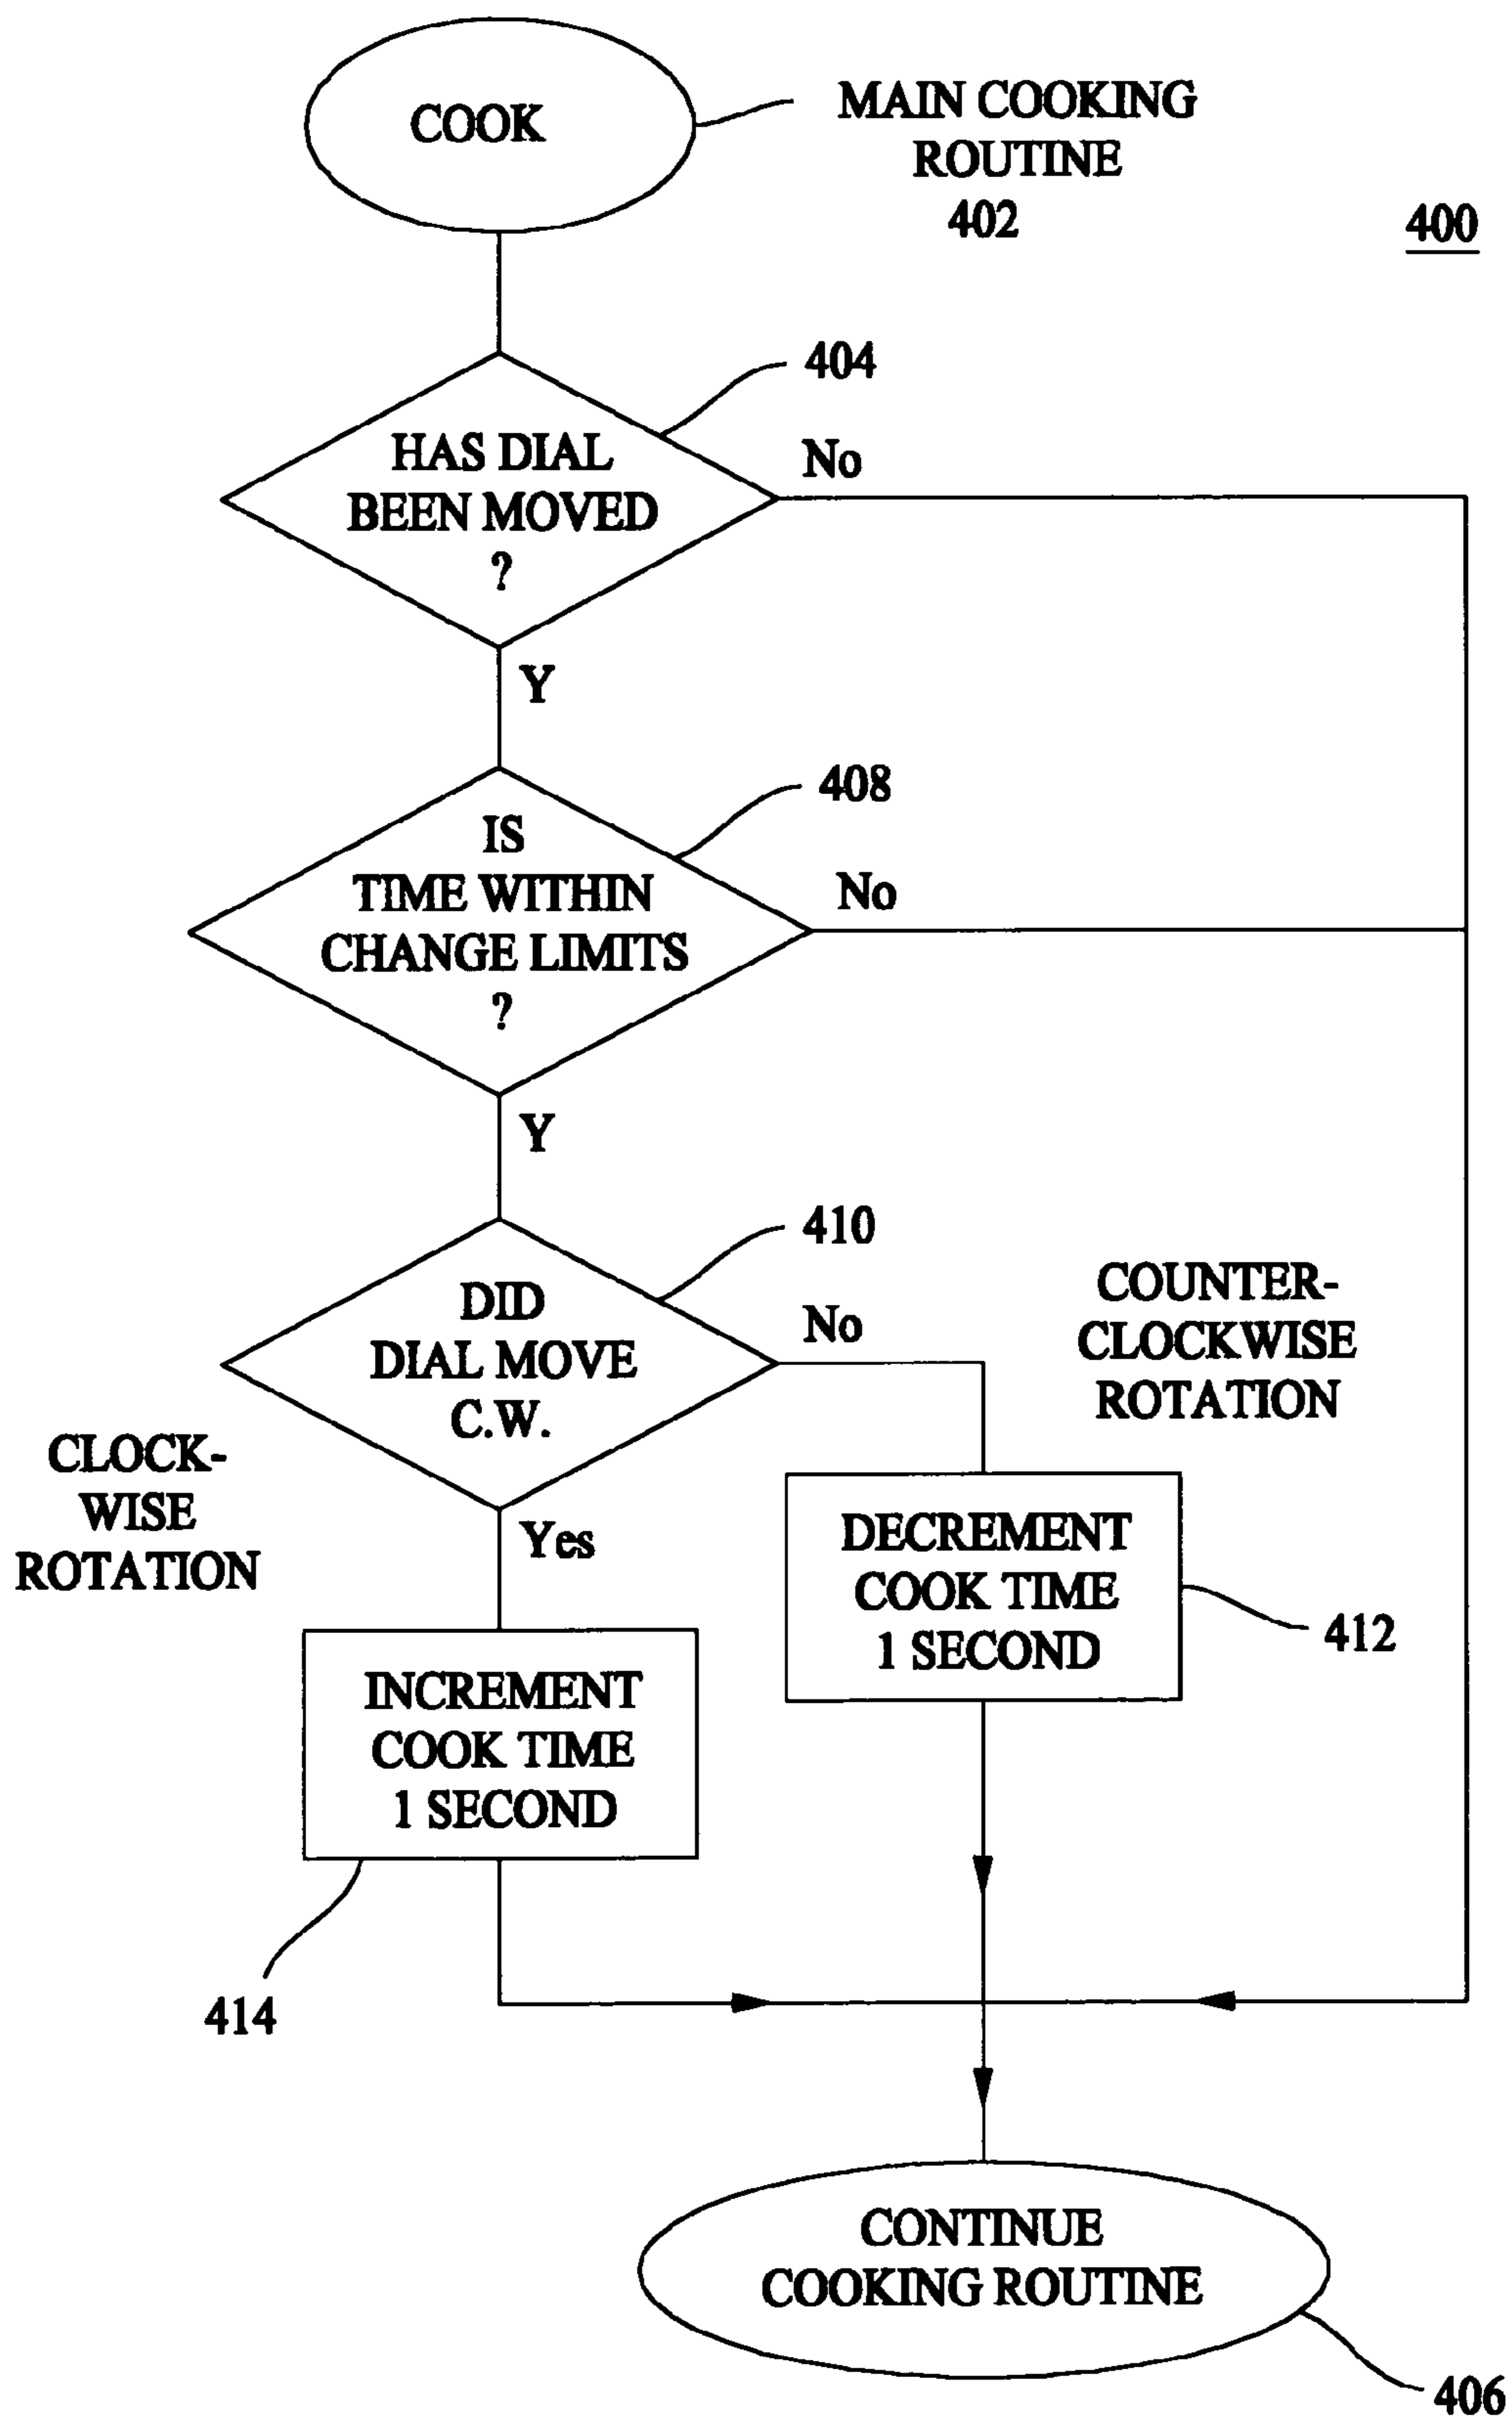 COOK
MAIN COOKING
ROUTINE
402
400
404
HAS DIAL
BEEN MOVED
?
No
Y
408
IS
TIME WITHIN
CHANGE LIMITS
?
No
Y
410
DID
DIAL MOVE
C.W.
No
COUNTER-
CLOCKWISE
ROTATION
CLOCK-
WISE
ROTATION
Yes
DECREMENT
COOK TIME
1 SECOND
412
INCREMENT
COOK TIME
1 SECOND
414
CONTINUE
COOKING ROUTINE
406